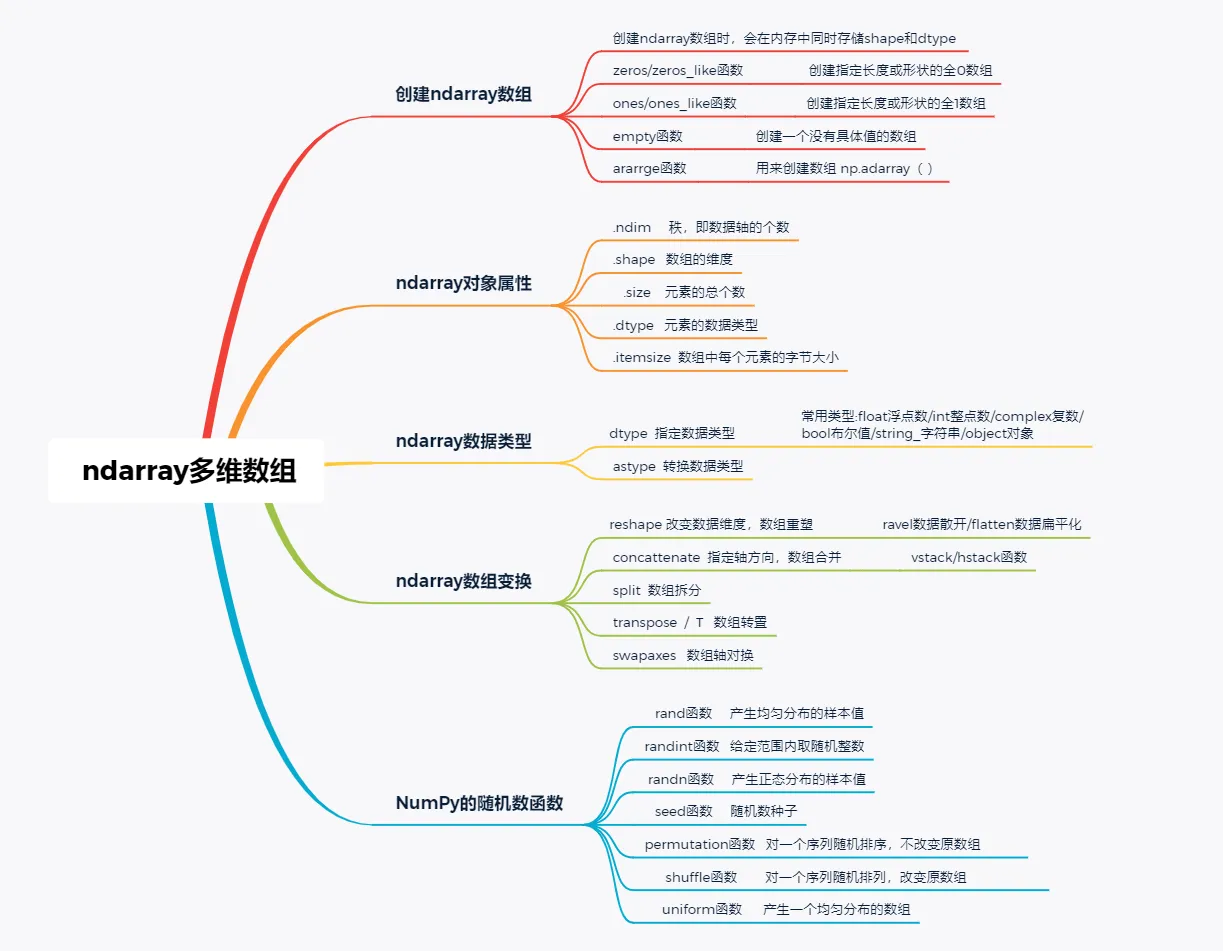 ndarray多维数组
创建ndarray数组
创建ndarray数组时，会在内存中同时存储shape和dtype
zeros/zeros_like函数 创建指定长度或形状的全0数组
ones/ones_like函数 创建指定长度或形状的全1数组
empty函数 创建一个没有具体值的数组
ararrge函数 用来创建数组 np.adarray（ ）
ndarray对象属性
.ndim 秩，即数据轴的个数
.shape 数组的维度
.size 元素的总个数
.dtype 元素的数据类型
.itemsize 数组中每个元素的字节大小
ndarray数据类型
dtype 指定数据类型
常用类型:float浮点数/int整点数/complex复数/
bool布尔值/string_字符串/object对象
astype 转换数据类型
ndarray数组变换
reshape 改变数据维度，数组重塑 ravel数据散开/flatten数据扁平化
concattenate 指定轴方向，数组合并 vstack/hstack函数
split 数组拆分
transpose / T 数组转置
swapaxes 数组轴对换
NumPy的随机数函数
rand函数 产生均匀分布的样本值
randint函数 给定范围内取随机整数
randn函数 产生正态分布的样本值
seed函数 随机数种子
permutation函数 对一个序列随机排序，不改变原数组
shuffle函数 对一个序列随机排列，改变原数组
uniform函数 产生一个均匀分布的数组